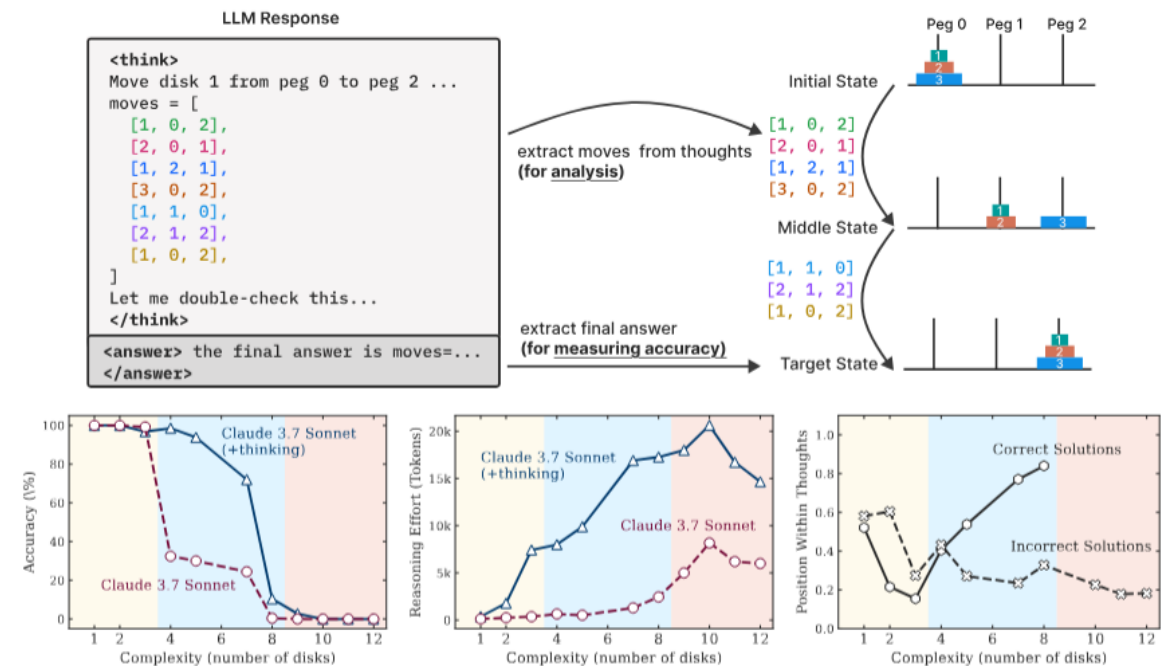 LLM Response
<think>
Move disk 1 from peg 0 to peg 2 ...
moves = [
[1, 0, 2],
[2, 0, 1],
[1, 2, 1],
[3, 0, 2],
[1, 1, 0],
[2, 1, 2],
[1, 0, 2],
]
Let me double-check this...
</think>
<answer> the final answer is moves=...
</answer>
extract moves from thoughts
(for analysis)
extract final answer
(for measuring accuracy)
Peg 0 Peg 1 Peg 2
Initial State
1
2
3
[1, 0, 2]
[2, 0, 1]
[1, 2, 1]
[3, 0, 2]
Middle State
1
2
3
[1, 1, 0]
[2, 1, 2]
[1, 0, 2]
Target State
1
2
3
Accuracy (\%)
100
80
60
40
20
0
Claude 3.7 Sonnet
(+thinking)
Claude 3.7 Sonnet
1 2 4 6 8 10 12
Complexity (number of disks)
Reasoning Effort (Tokens)
20k
15k
10k
5k
0
Claude 3.7 Sonnet
(+thinking)
Claude 3.7 Sonnet
1 2 4 6 8 10 12
Complexity (number of disks)
Position Within Thoughts
1.0
0.8
0.6
0.4
0.2
0.0
Correct Solutions
Incorrect Solutions
1 2 4 6 8 10 12
Complexity (number of disks)